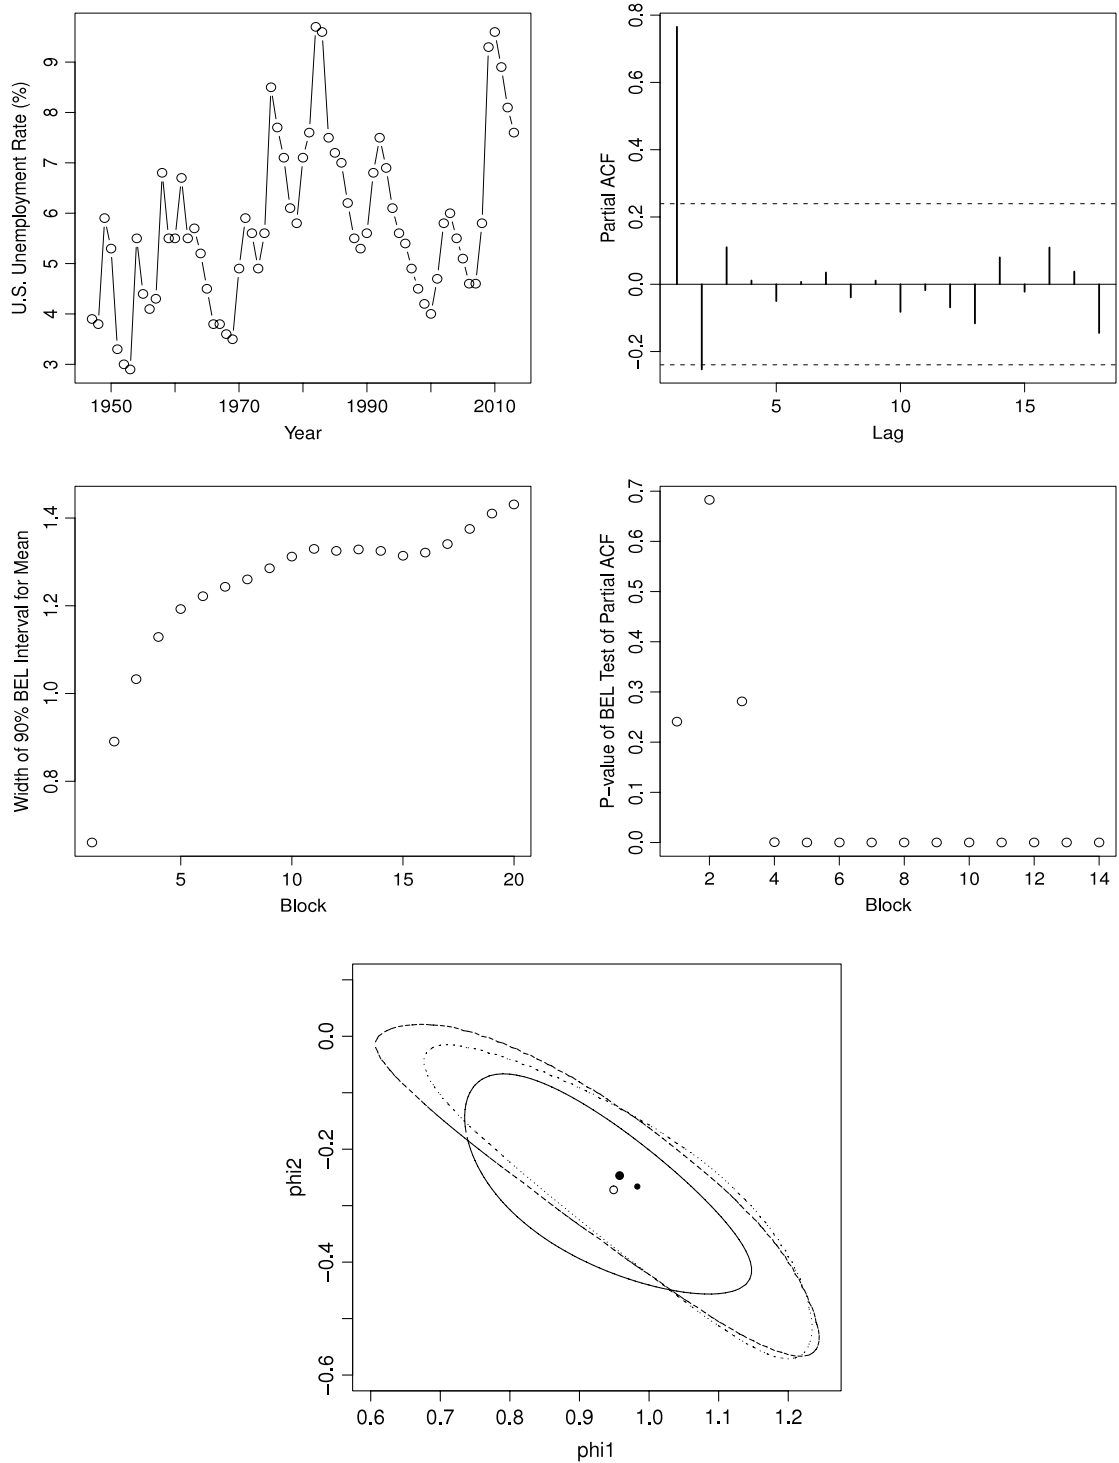 U.S. Unemployment Rate (%)
3 4 5 6 7 8 9
1950 1970 1990 2010
Year
Partial ACF
−0.2 0.0 0.2 0.4 0.6 0.8
5 10 15
Lag
Width of 90% BEL Interval for Mean
0.8 1.0 1.2 1.4
5 10 15 20
Block
P−value of BEL Test of Partial ACF
0.0 0.1 0.2 0.3 0.4 0.5 0.6 0.7
2 4 6 8 10 12 14
Block
phi2
−0.6 −0.4 −0.2 0.0
0.6 0.7 0.8 0.9 1.0 1.1 1.2
phi1